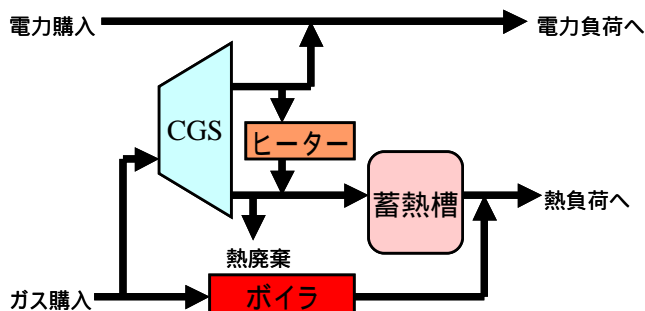 電力購入
電力負荷へ
CGS
ヒーター
蓄熱槽
熱負荷へ
熱廃棄
ガス購入
ボイラ